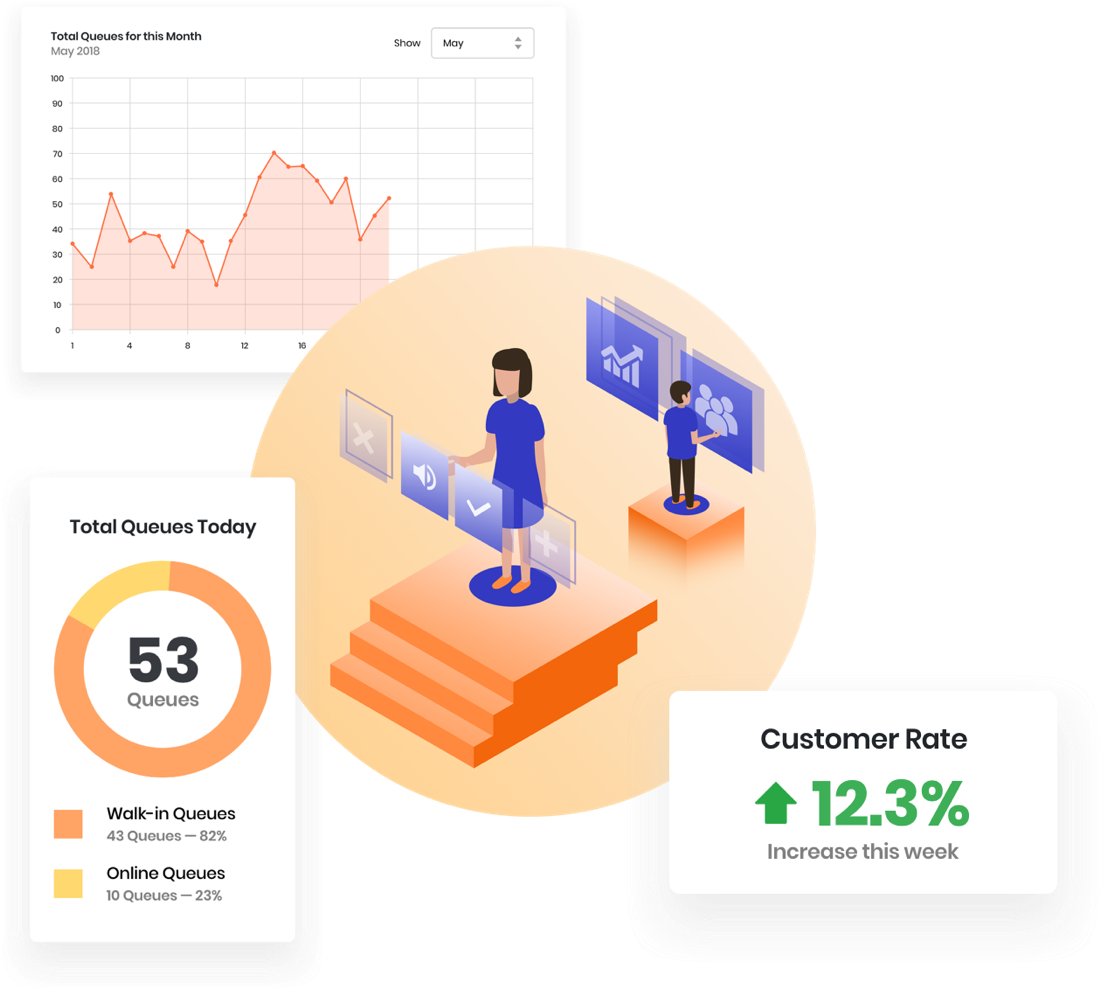 Total Queues for this Month
May 2018
Show
May
100
90
80
70
60
50
40
30
20
10
0
1 4 8 12 16
Total Queues Today
53
Queues
Walk-in Queues
43 Queues — 82%
Online Queues
10 Queues — 23%
Customer Rate
12.3%
Increase this week